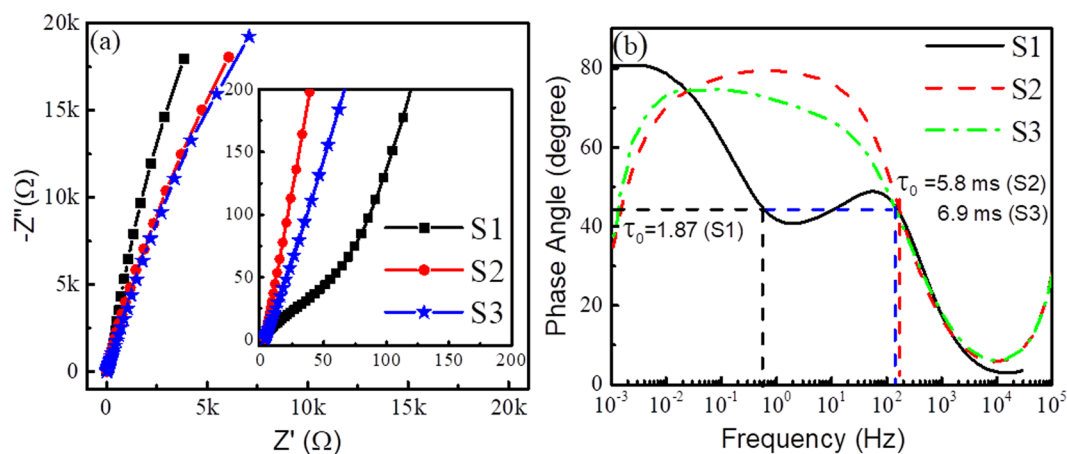 (a)
20k
15k
10k
5k
0
-Z" (Ω)
0
5k
10k
15k
20k
Z' (Ω)
200
150
100
50
0
0
50
100
150
200
S1
S2
S3
(b)
80
60
40
20
0
Phase Angle (degree)
10⁻³
10⁻²
10⁻¹
10⁰
10¹
10²
10³
10⁴
10⁵
Frequency (Hz)
S1
S2
S3
τ₀ =5.8 ms (S2)
6.9 ms (S3)
τ₀=1.87 (S1)